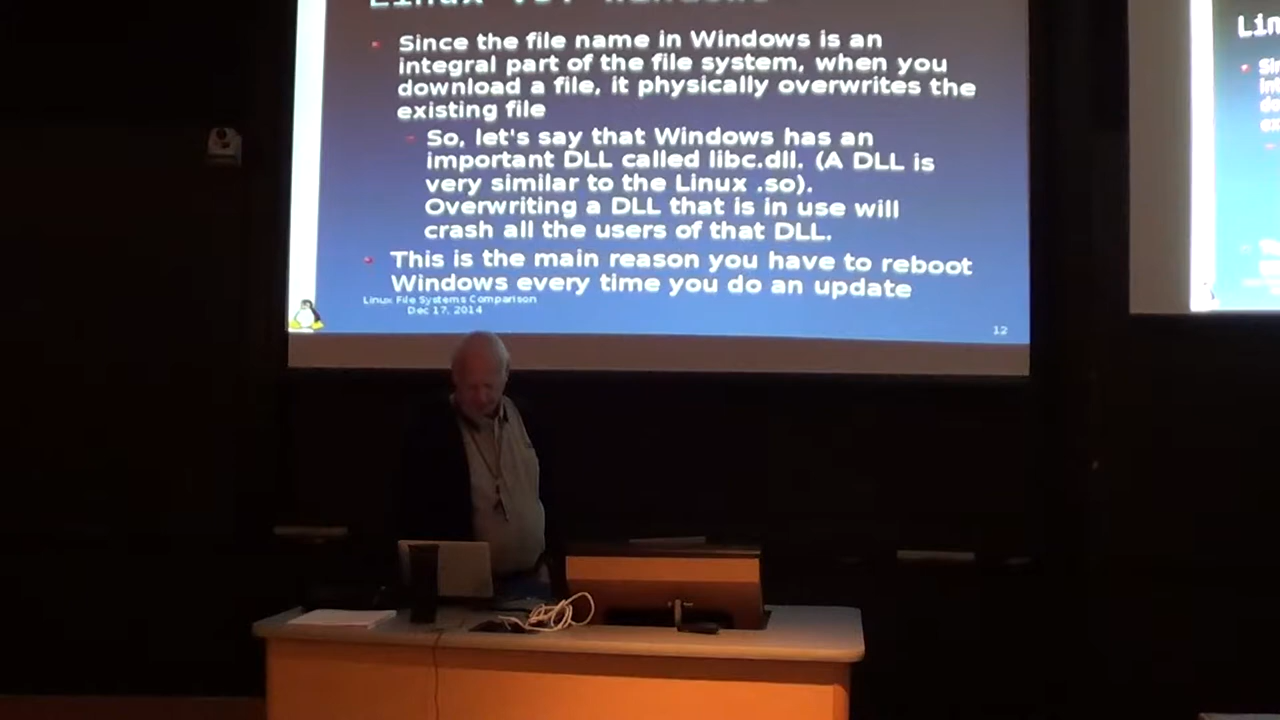 Linux vs. Windows
Since the file name in Windows is an
integral part of the file system, when you
download a file, it physically overwrites the
existing file
So, let's say that Windows has an
important DLL called libc.dll. (A DLL is
very similar to the Linux .so).
Overwriting a DLL that is in use will
crash all the users of that DLL.
This is the main reason you have to reboot
Windows every time you do an update
Linux File Systems Comparison
Dec 17, 2014
12
Lin